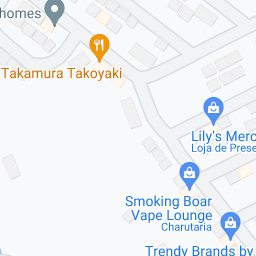 homes
Takamura Takoyaki
Lily's Merc
Loja de Prese
Smoking Boar
Vape Lounge
Charutaria
Trendy Brands by